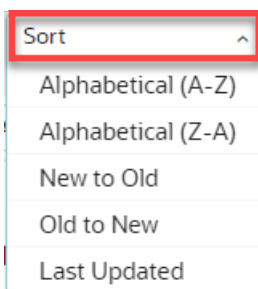 Sort
Alphabetical (A-Z)
Alphabetical (Z-A)
New to Old
Old to New
Last Updated